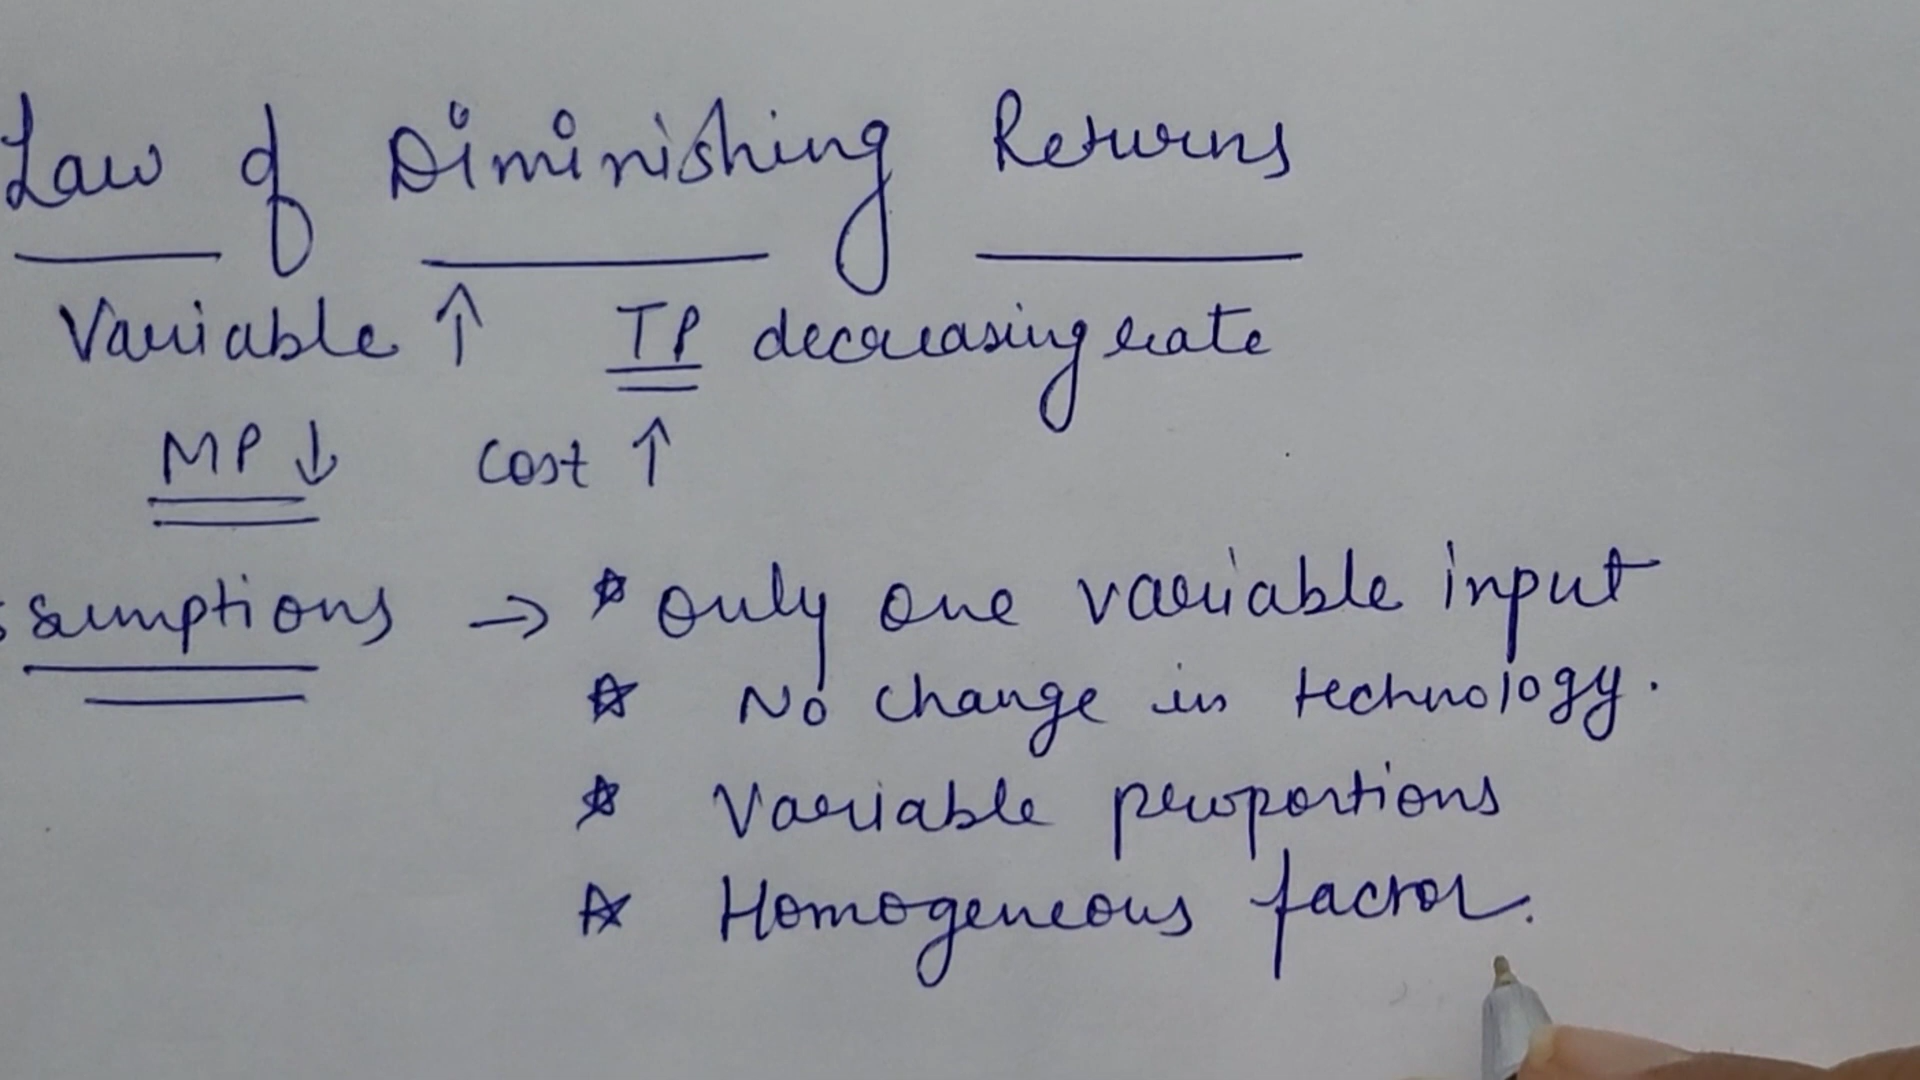 Law of Diminishing Returns
Variable ↑ TP decreasing rate
MP ↓ cost ↑
ssumptions → * only one variable input
* No change in technology.
* Variable proportions
* Homogeneous factor.